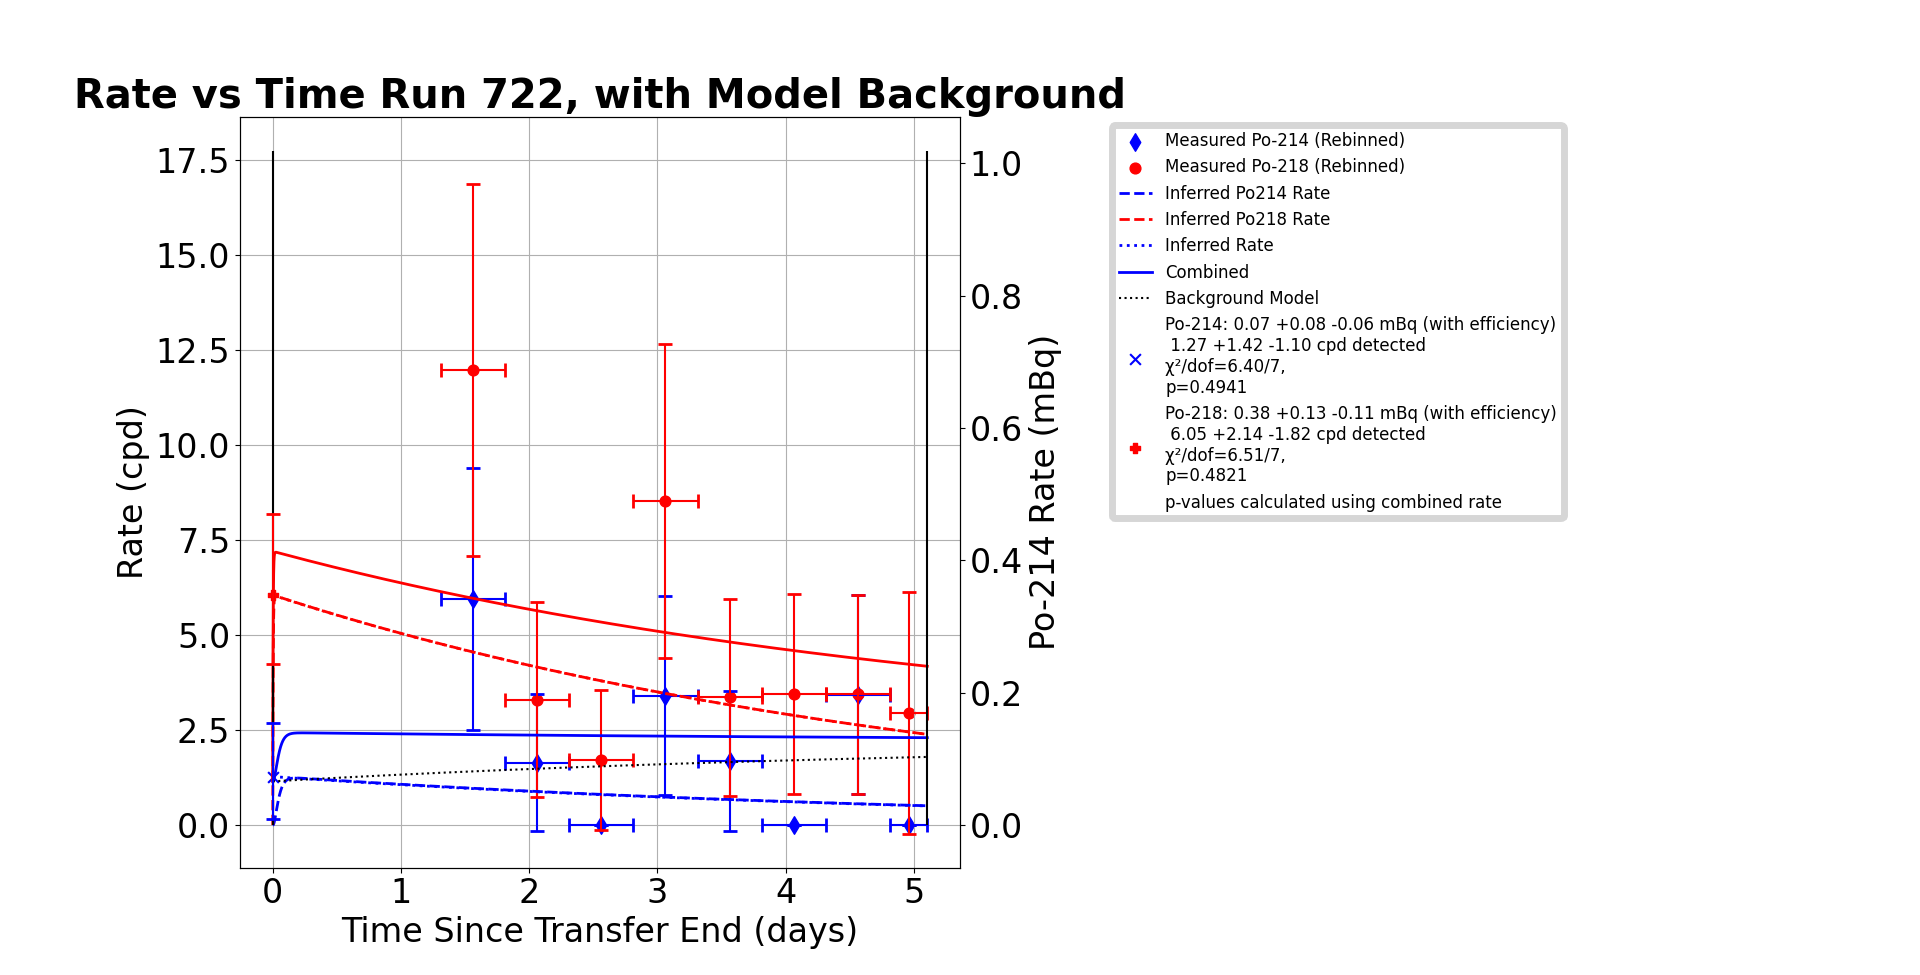 Rate vs Time Run 722, with Model Background
17.5
15.0
12.5
10.0
7.5
5.0
2.5
0.0
Rate (cpd)
0
1
2
3
4
5
Time Since Transfer End (days)
1.0
0.8
0.6
0.4
0.2
0.0
Po-214 Rate (mBq)
Measured Po-214 (Rebinned)
Measured Po-218 (Rebinned)
Inferred Po214 Rate
Inferred Po218 Rate
Inferred Rate
Combined
Background Model
Po-214: 0.07 +0.08 -0.06 mBq (with efficiency)
1.27 +1.42 -1.10 cpd detected
χ²/dof=6.40/7,
p=0.4941
Po-218: 0.38 +0.13 -0.11 mBq (with efficiency)
6.05 +2.14 -1.82 cpd detected
χ²/dof=6.51/7,
p=0.4821
p-values calculated using combined rate